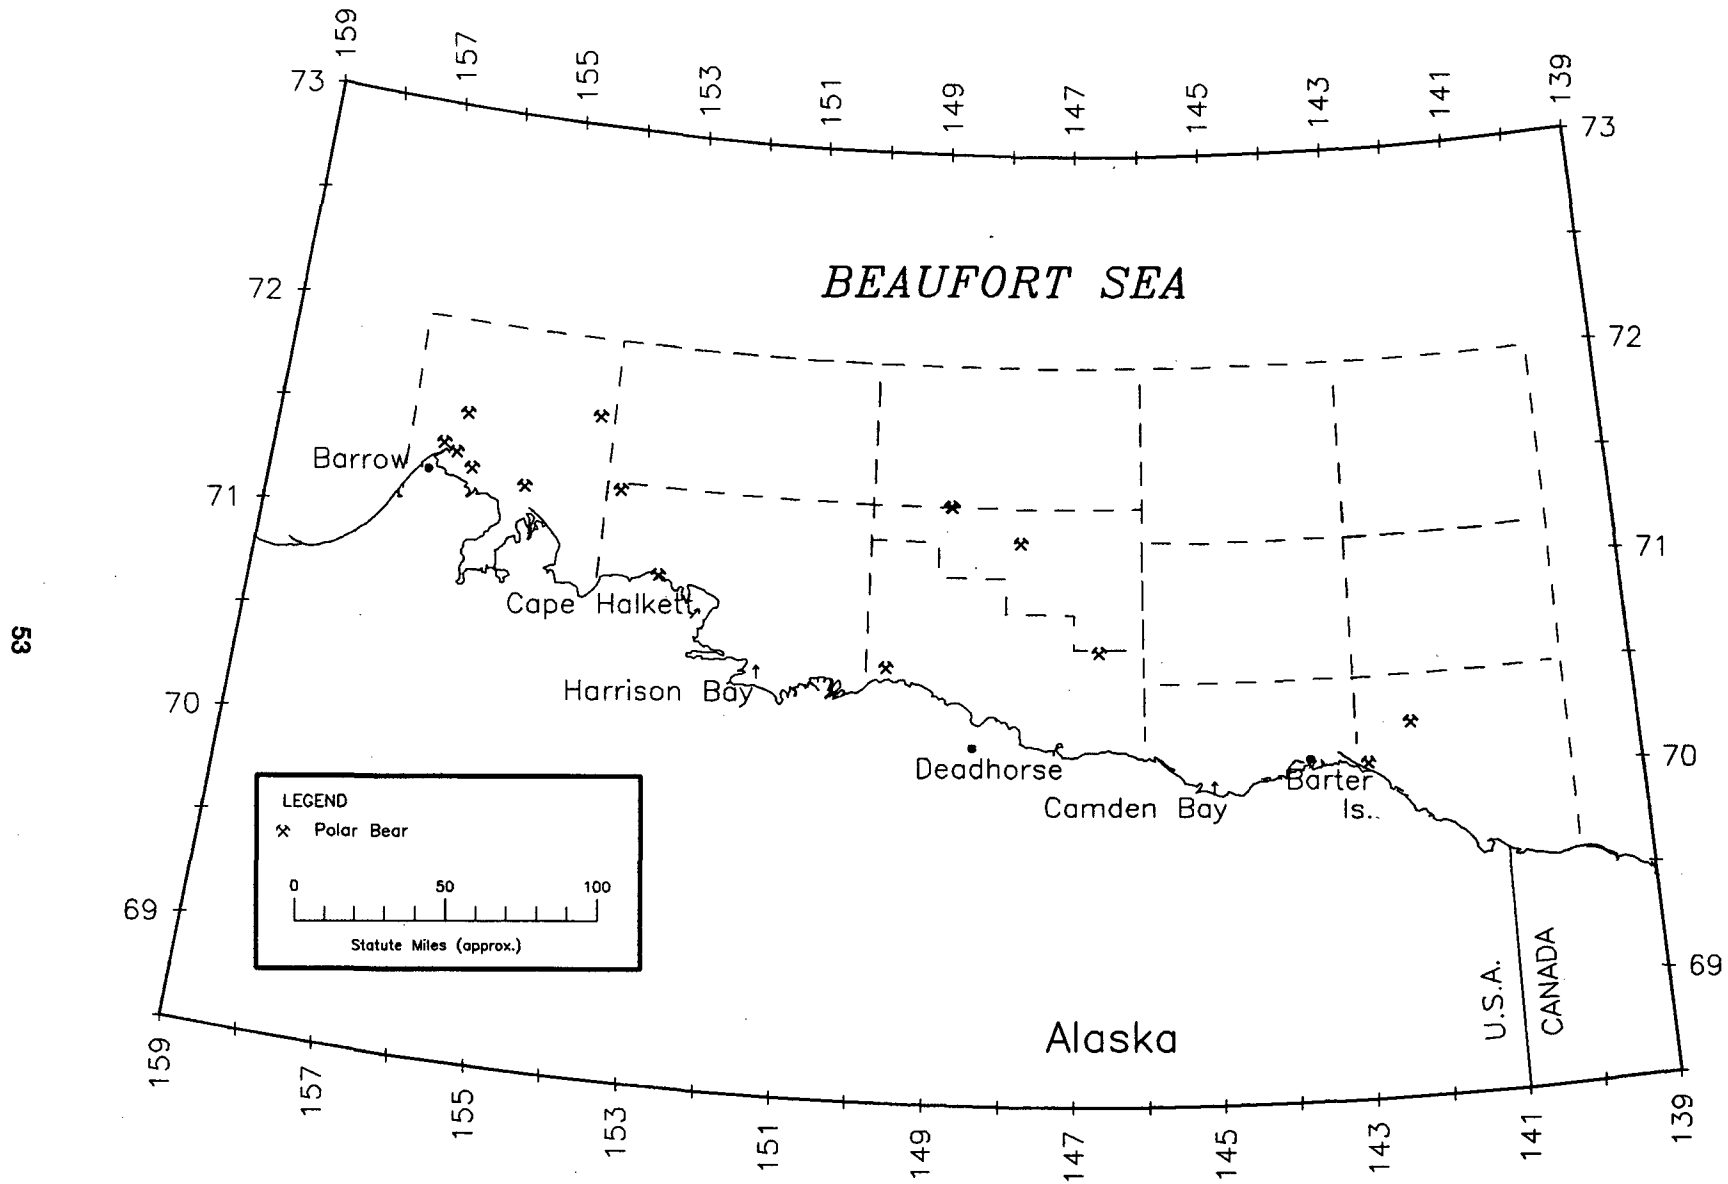 159
157
155
153
151
149
147
145
143
141
139
73
73
BEAUFORT SEA
72
72
Barrow
71
71
Cape Halkett
53
Harrison Bay
70
70
Deadhorse
Barter
Is.
Camden Bay
LEGEND
Polar Bear
0 50 100
Statute Miles (approx.)
69
69
U.S.A.
CANADA
Alaska
159
157
155
153
151
149
147
145
143
141
139